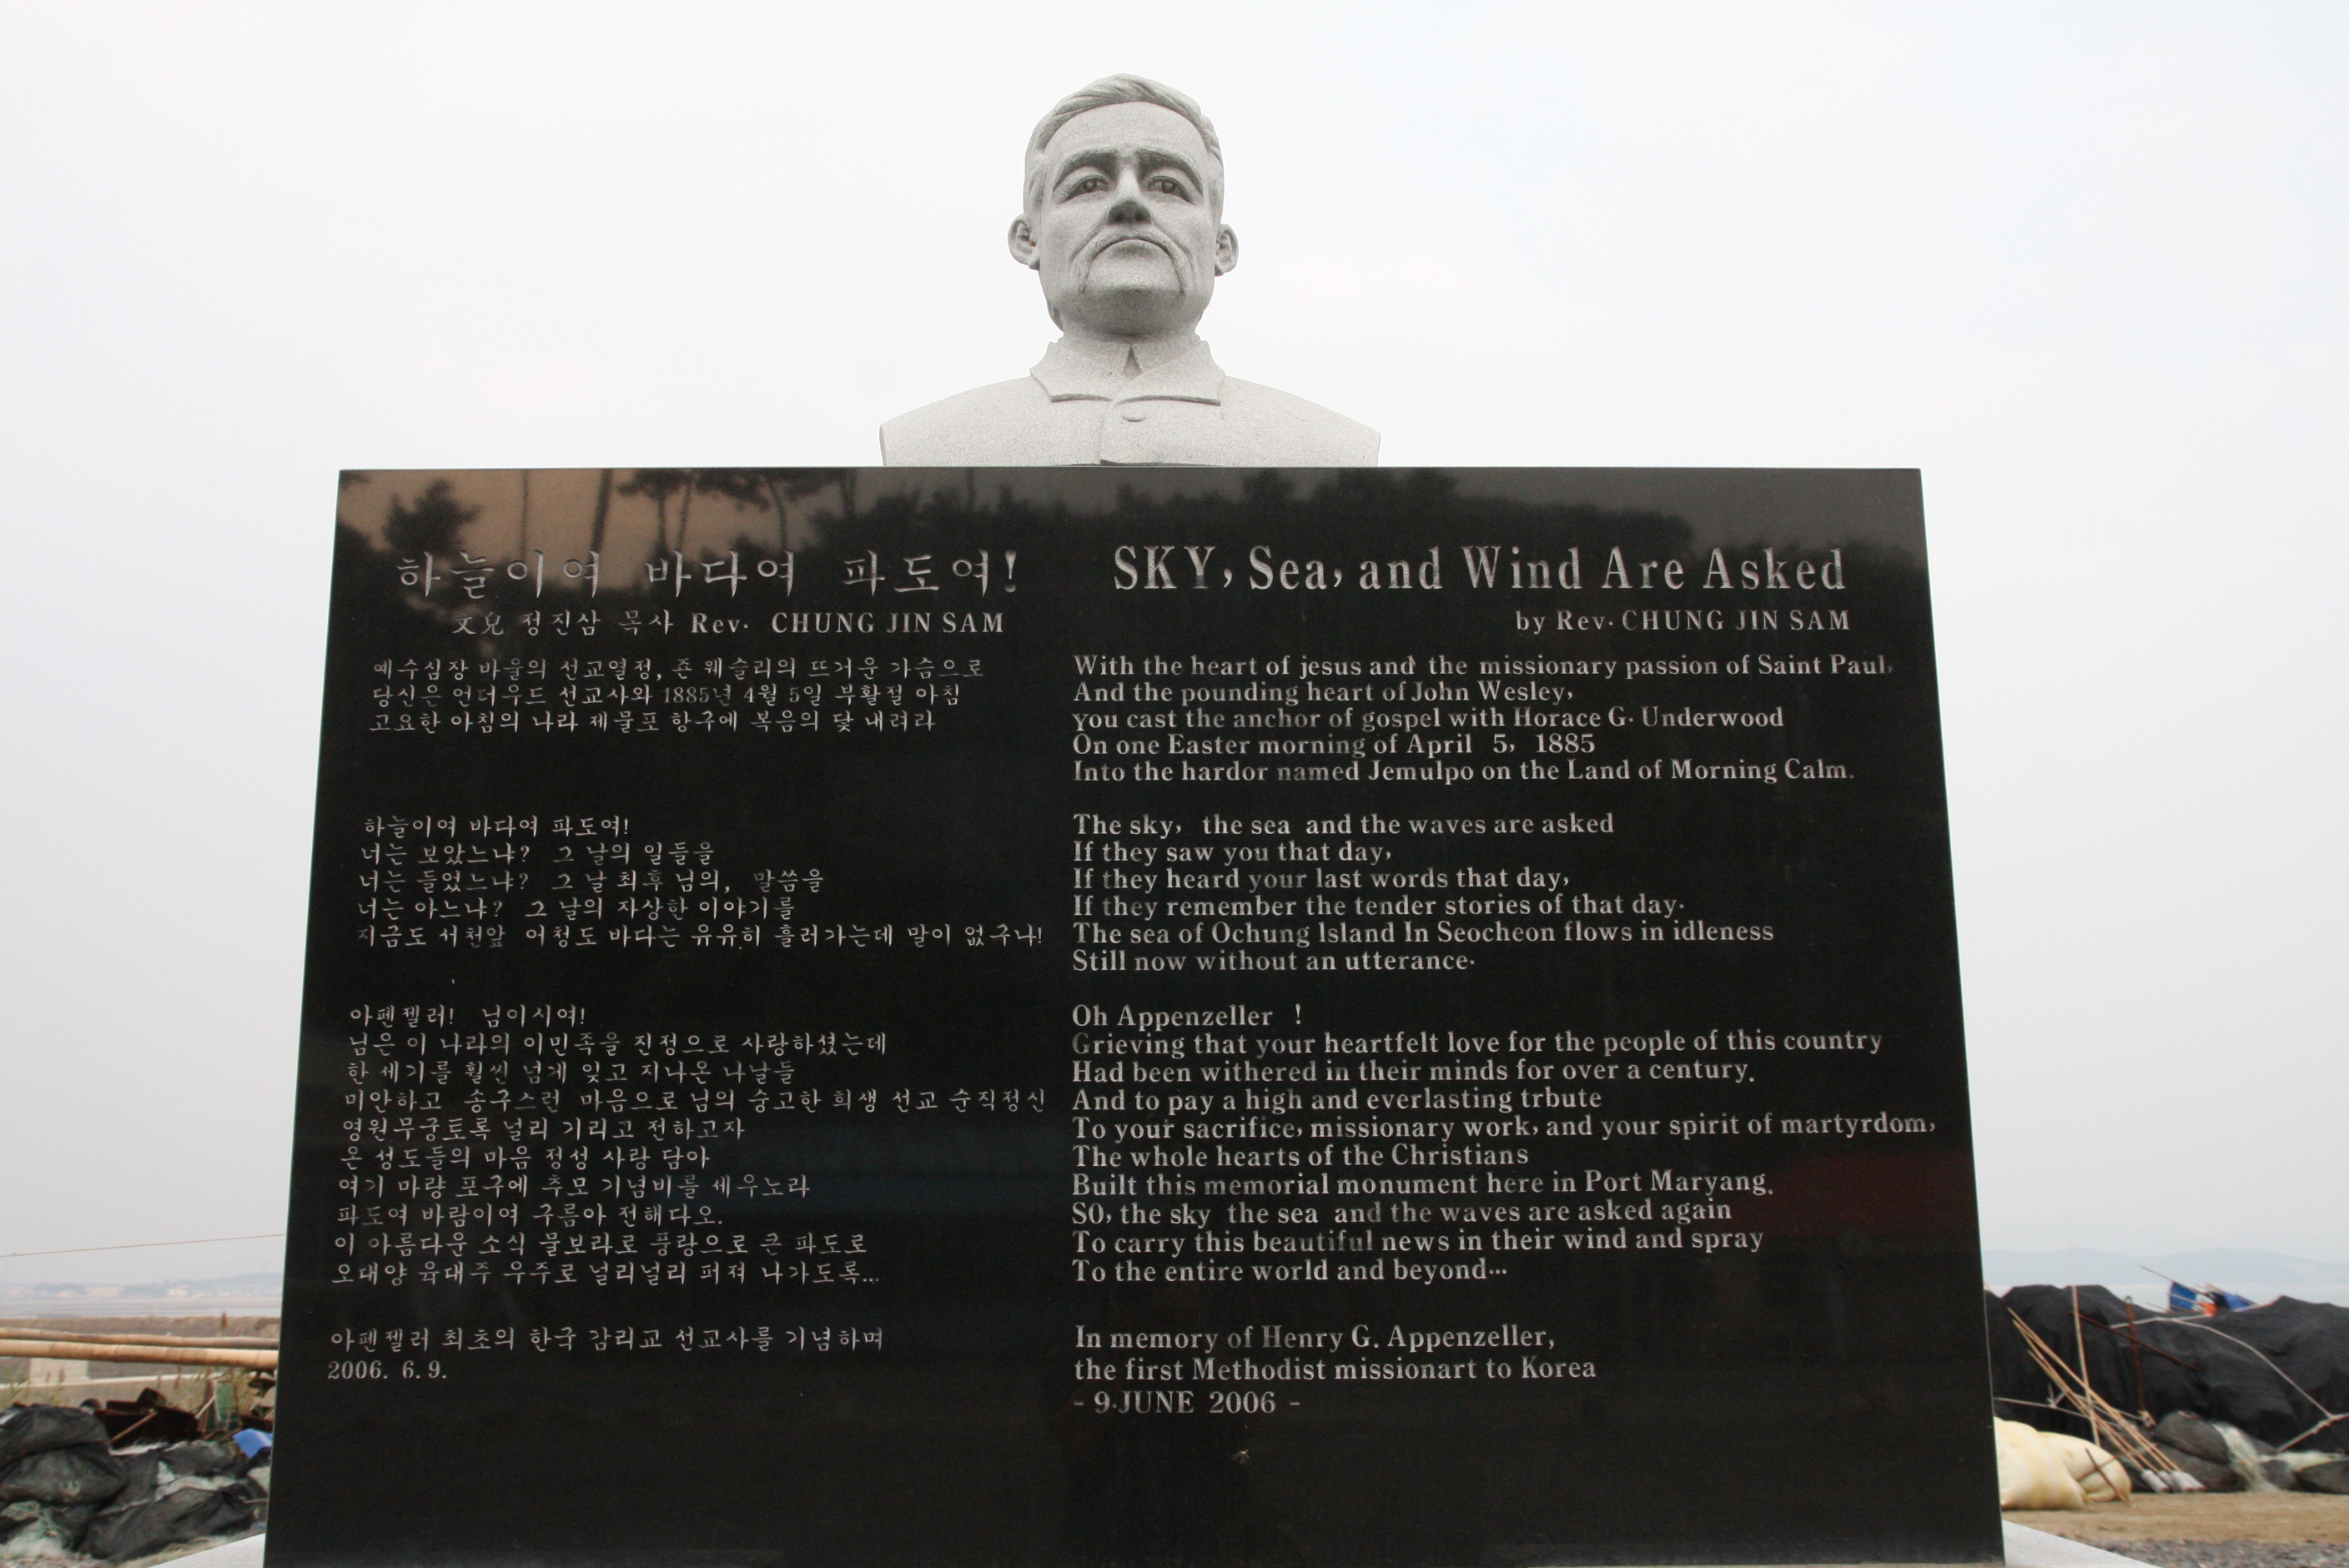 하늘이여 바다여 파도여!
文兒 정진삼 목사 Rev. CHUNG JIN SAM
예수심장 바울의 선교열정, 죤 웨슬리의 뜨거운 가슴으로
당신은 언더우드 선교사와 1885년 4월 5일 부활절 아침
고요한 아침의 나라 제물포 항구에 복음의 닻 내려라
하늘이여 바다여 파도여!
너는 보았느냐? 그 날의 일들을
너는 들었느냐? 그 날 최후 님의, 말씀을
너는 아느냐? 그 날의 자상한 이야기를
지금도 서천앞 어청도 바다는 유유히 흘러가는데 말이 없구나!
아펜젤러! 님이시여!
님은 이 나라의 이민족을 진정으로 사랑하셨는데
한 세기를 훨씬 넘게 잊고 지나온 나날들
미안하고 송구스런 마음으로 님의 숭고한 희생 선교 순직정신
영원무궁토록 널리 기리고 전하고자
온 성도들의 마음 정성 사랑 담아
여기 마량 포구에 추모 기념비를 세우노라
파도여 바람이여 구름아 전해다오.
이 아름다운 소식 물보라로 풍랑으로 큰 파도로
오대양 육대주 우주로 널리널리 퍼져 나가도록...
아펜젤러 최초의 한국 감리교 선교사를 기념하며
2006. 6. 9.
SKY, Sea, and Wind Are Asked
by Rev. CHUNG JIN SAM
With the heart of jesus and the missionary passion of Saint Paul,
And the pounding heart of John Wesley,
you cast the anchor of gospel with Horace G. Underwood
On one Easter morning of April 5, 1885
Into the hardor named Jemulpo on the Land of Morning Calm.
The sky, the sea and the waves are asked
If they saw you that day,
If they heard your last words that day,
If they remember the tender stories of that day.
The sea of Ochung Island In Seocheon flows in idleness
Still now without an utterance.
Oh Appenzeller !
Grieving that your heartfelt love for the people of this country
Had been withered in their minds for over a century.
And to pay a high and everlasting trbute
To your sacrifice, missionary work, and your spirit of martyrdom,
The whole hearts of the Christians
Built this memorial monument here in Port Maryang.
SO, the sky the sea and the waves are asked again
To carry this beautiful news in their wind and spray
To the entire world and beyond...
In memory of Henry G. Appenzeller,
the first Methodist missionart to Korea
- 9.JUNE 2006 -